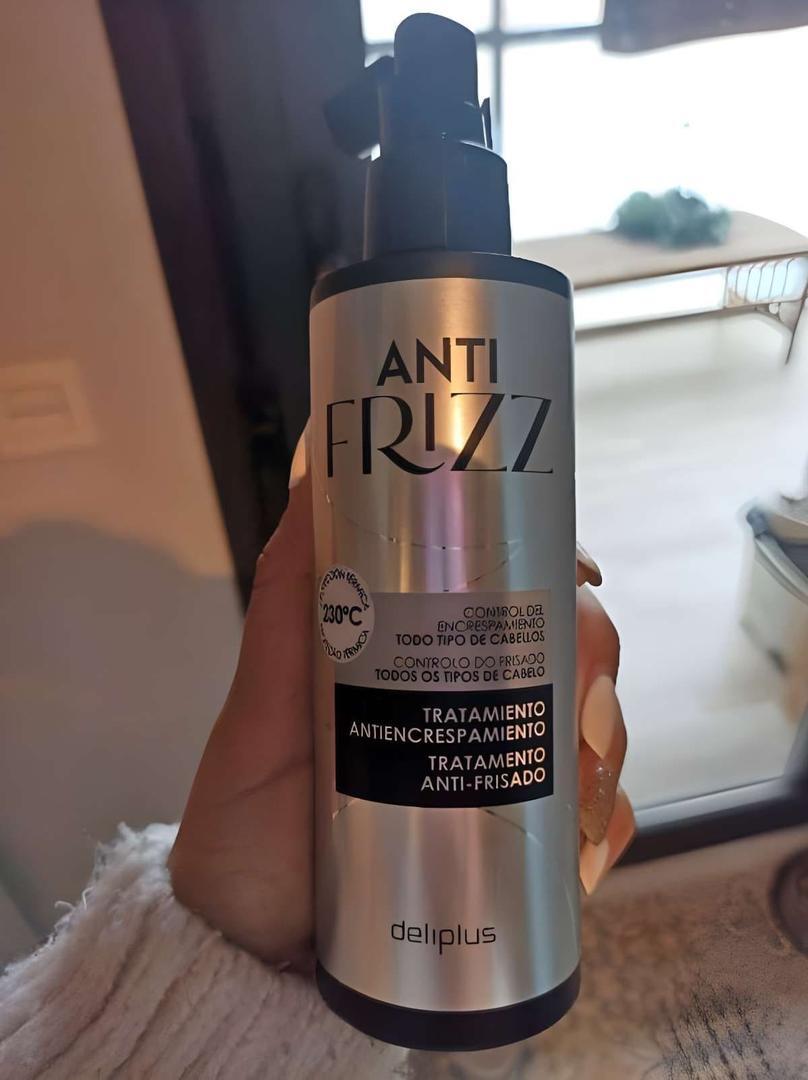 ANTI
FRIZZ
230°C
CONTROL DEL
ENCRESPAMIENTO
TODO TIPO DE CABELLOS
CONTROLO DO FRISADO
TODOS OS TIPOS DE CABELO
TRATAMIENTO
ANTIENCRESPAMIENTO
TRATAMENTO
ANTI-FRISADO
deliplus